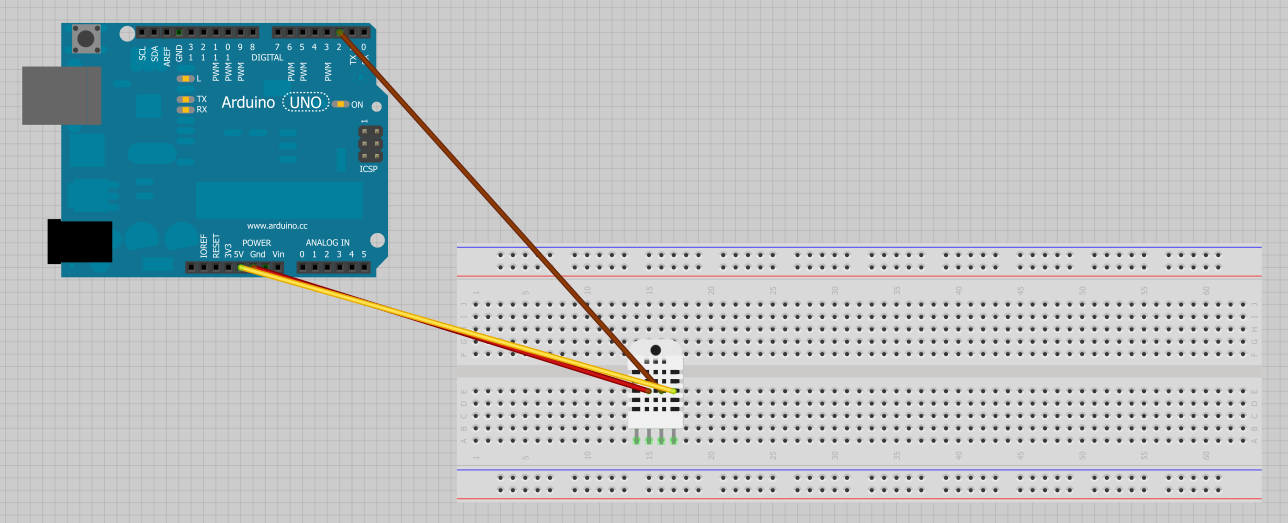 SCL SDA AREF GND 13 12 PWM 11 PWM 10 PWM 9 8 7 PWM 6 PWM 5 4 PWM 3 2 TX 0
DIGITAL
L
TX
RX
Arduino UNO
ON
1
ICSP
www.arduino.cc
POWER ANALOG IN
IOREF RESET 3V3 5V Gnd Vin 0 1 2 3 4 5
1 5 10 15 20 25 30 35 40 45 50 55 60
J J
I I
H H
G G
F F
E E
D D
C C
B B
A A
1 5 10 15 20 25 30 35 40 45 50 55 60